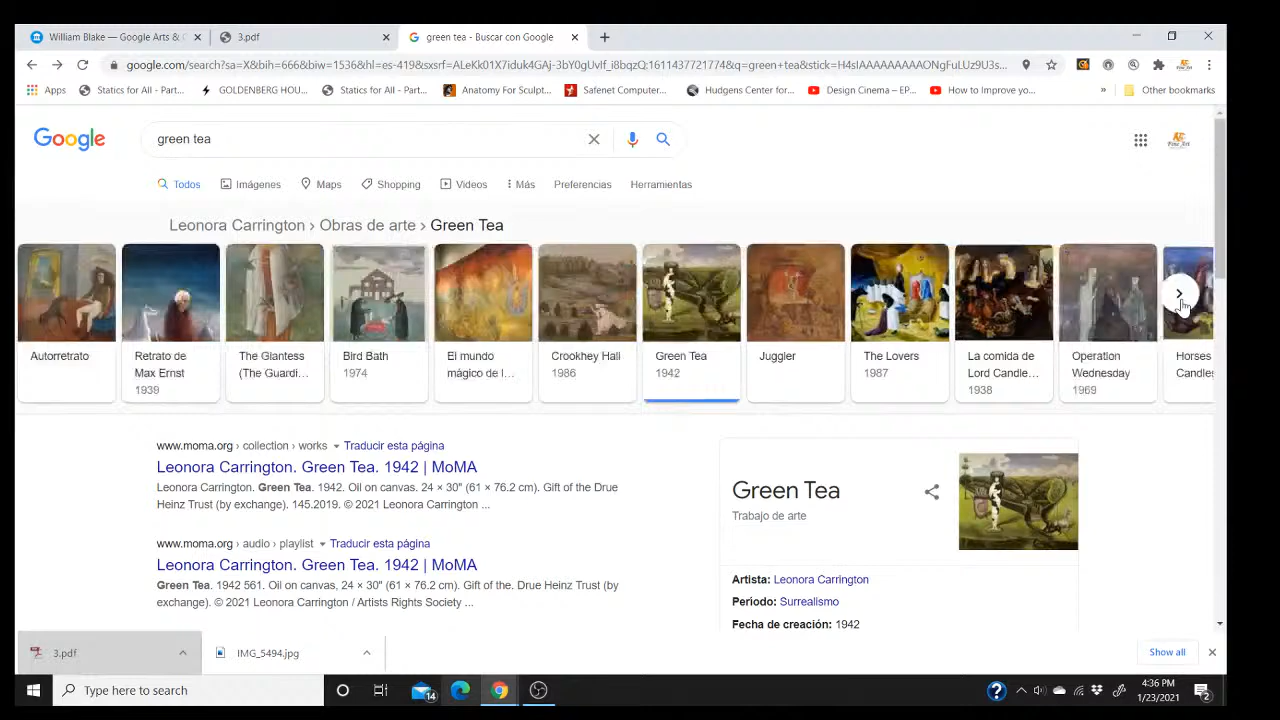 William Blake — Google Arts & C
3.pdf
green tea - Buscar con Google
google.com/search?sa=X&bih=666&biw=1536&hl=es-419&sxsrf=ALeKk01X7iduk4GAj-3bY0gUvIf_i8bqzQ:1611437721774&q=green+tea&stick=H4sIAAAAAAAAAONgFuLUz9U3s...
Apps
Statics for All - Part...
GOLDENBERG HOU...
Statics for All - Part...
Anatomy For Sculpt...
Safenet Computer...
Hudgens Center for...
Design Cinema – EP...
How to Improve yo...
»
Other bookmarks
Google
green tea
Todos
Imágenes
Maps
Shopping
Videos
Más
Preferencias
Herramientas
Leonora Carrington › Obras de arte › Green Tea
Autorretrato
Retrato de
Max Ernst
1939
The Giantess
(The Guardi...
Bird Bath
1974
El mundo
mágico de l...
Crookhey Hall
1986
Green Tea
1942
Juggler
The Lovers
1987
La comida de
Lord Candle...
1938
Operation
Wednesday
1969
Horses
Candles
www.moma.org › collection › works ▾ Traducir esta página
Leonora Carrington. Green Tea. 1942 | MoMA
Leonora Carrington. Green Tea. 1942. Oil on canvas. 24 × 30" (61 × 76.2 cm). Gift of the Drue
Heinz Trust (by exchange). 145.2019. © 2021 Leonora Carrington ...
www.moma.org › audio › playlist ▾ Traducir esta página
Leonora Carrington. Green Tea. 1942 | MoMA
Green Tea. 1942 561. Oil on canvas, 24 × 30" (61 × 76.2 cm). Gift of the. Drue Heinz Trust (by
exchange). © 2021 Leonora Carrington / Artists Rights Society ...
Green Tea
Trabajo de arte
Artista: Leonora Carrington
Periodo: Surrealismo
Fecha de creación: 1942
3.pdf
IMG_5494.jpg
Show all
Type here to search
14
4:36 PM
1/23/2021
2